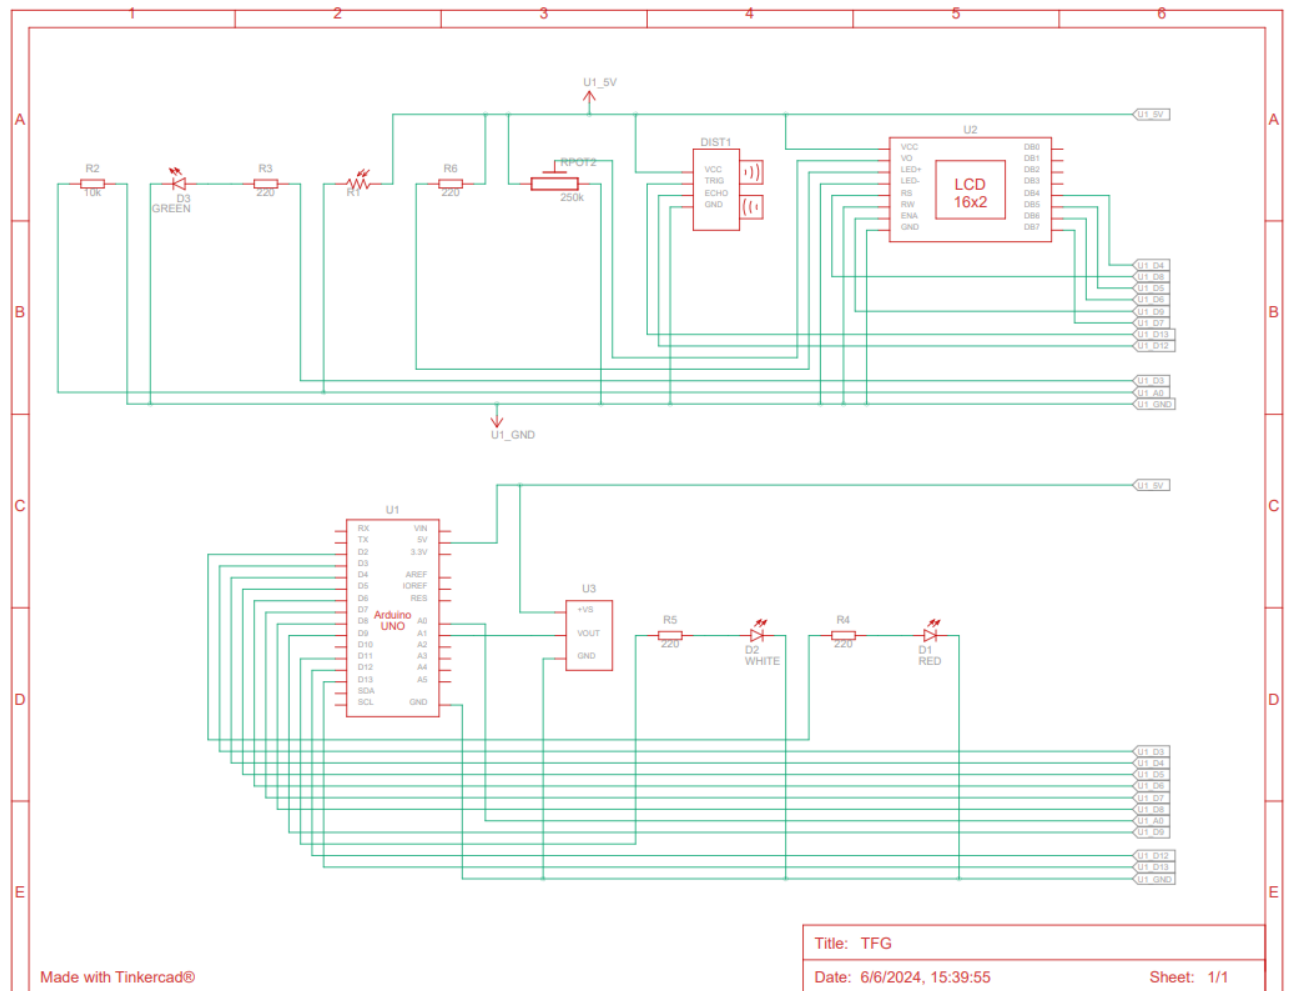 1 2 3 4 5 6
U1_5V
A A
U1_5V
R2
10k
D3
GREEN
R3
220
R1
R6
220
RPOT2
250k
DIST1
VCC
TRIG
ECHO
GND
U2
VCC DB0
VO DB1
LED+ DB2
LED- DB3
RS DB4
RW DB5
ENA DB6
GND DB7
LCD
16x2
U1_D4
U1_D8
U1_D5
U1_D6
U1_D9
U1_D7
U1_D13
U1_D12
B B
U1_D3
U1_A0
U1_GND
U1_GND
U1_5V
C C
U1
RX VIN
TX 5V
D2 3.3V
D3
D4 AREF
D5 IOREF
D6 RES
D7
D8 A0
D9 A1
D10 A2
D11 A3
D12 A4
D13 A5
SDA
SCL GND
Arduino
UNO
U3
+VS
VOUT
GND
R5
220
D2
WHITE
R4
220
D1
RED
D D
U1_D3
U1_D4
U1_D5
U1_D6
U1_D7
U1_D8
U1_A0
U1_D9
U1_D12
U1_D13
U1_GND
E E
Title: TFG
Made with Tinkercad®
Date: 6/6/2024, 15:39:55 Sheet: 1/1